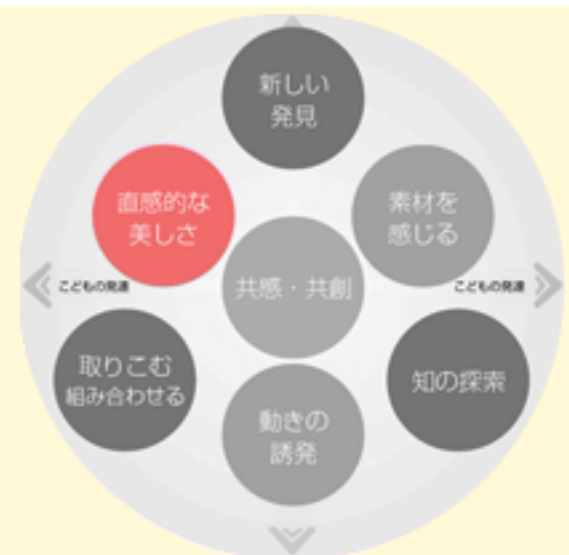 新しい
発見
直感的な
美しさ
素材を
感じる
こどもの発達
共感・共創
こどもの発達
取りこむ
組み合わせる
知の探索
動きの
誘発